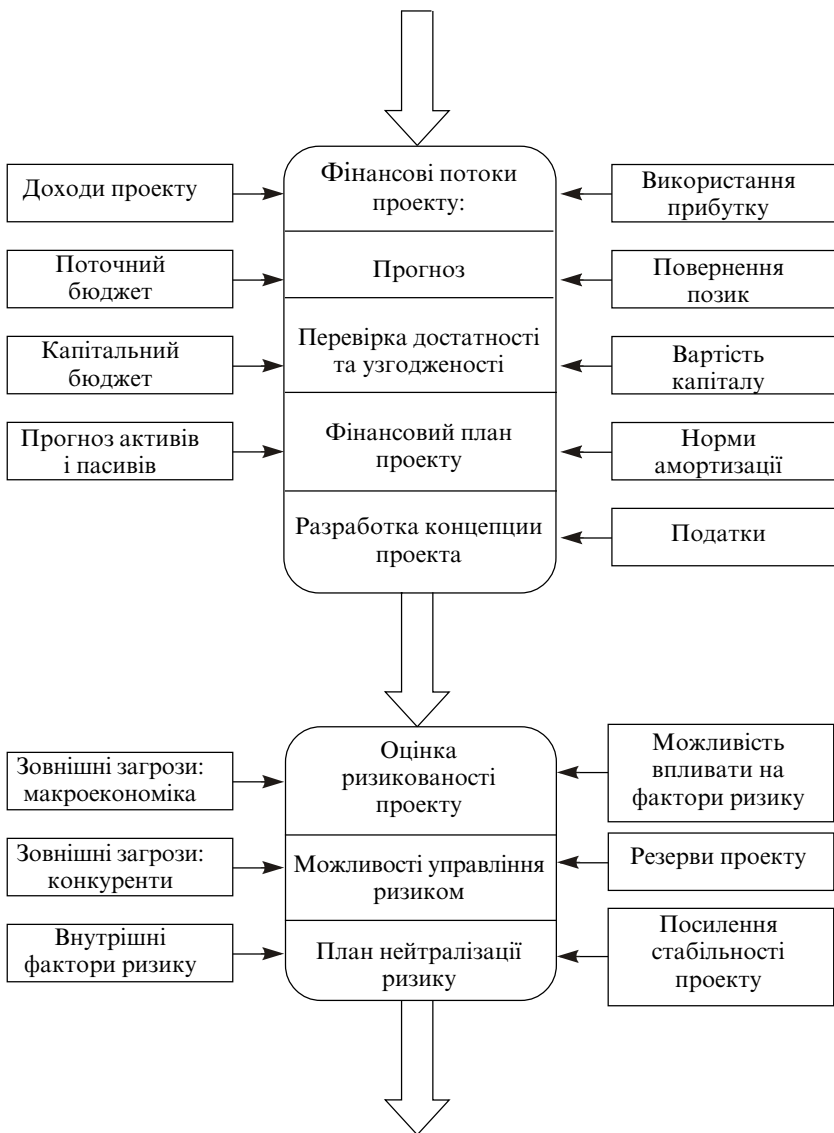 Доходи проекту
Поточний
бюджет
Капітальний
бюджет
Прогноз активів
і пасивів
Фінансові потоки
проекту:
Прогноз
Перевірка достатності
та узгодженості
Фінансовий план
проекту
Разработка концепции
проекта
Використання
прибутку
Повернення
позик
Вартість
капіталу
Норми
амортизації
Податки
Зовнішні загрози:
макроекономіка
Зовнішні загрози:
конкуренти
Внутрішні
фактори ризику
Оцінка
ризикованості
проекту
Можливості управління
ризиком
План нейтралізації
ризику
Можливість
впливати на
фактори ризику
Резерви проекту
Посилення
стабільності
проекту